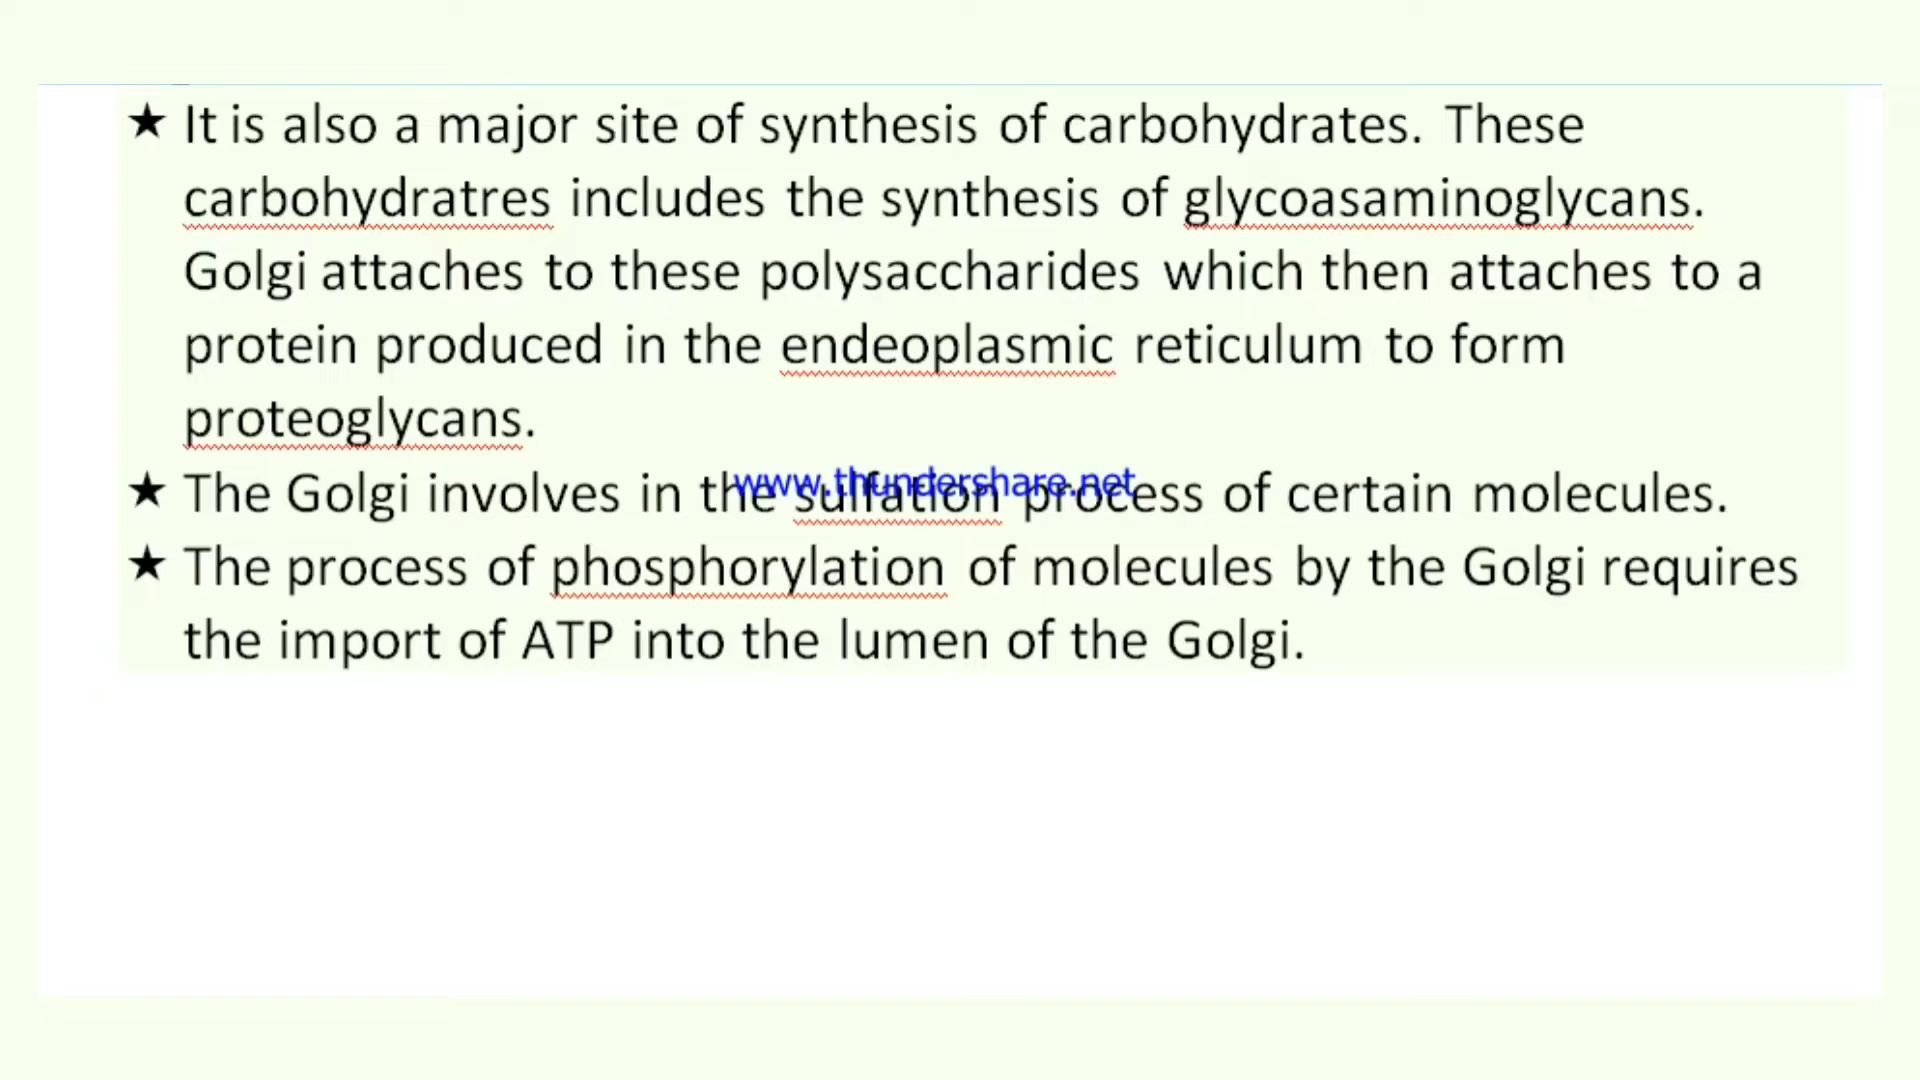 ★ It is also a major site of synthesis of carbohydrates. These
carbohydratres includes the synthesis of glycoasaminoglycans.
Golgi attaches to these polysaccharides which then attaches to a
protein produced in the endeoplasmic reticulum to form
proteoglycans.
★ The Golgi involves in the sulfation process of certain molecules.
www.thundershare.net
★ The process of phosphorylation of molecules by the Golgi requires
the import of ATP into the lumen of the Golgi.